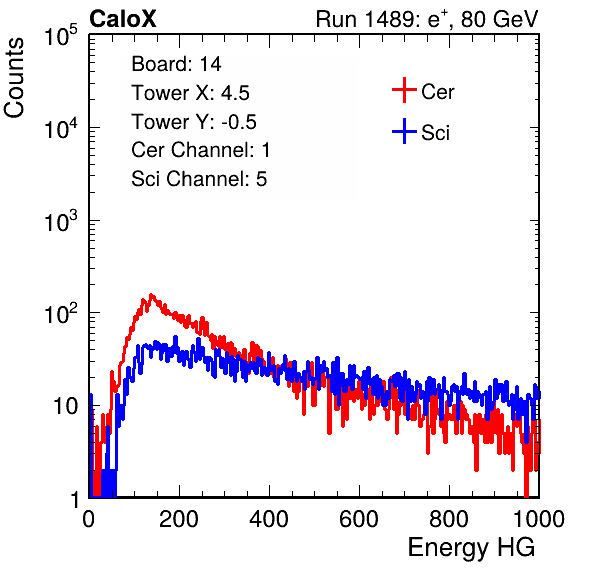 CaloX Run 1489: e⁺, 80 GeV
10⁵
Counts
Board: 14
Tower X: 4.5
Tower Y: -0.5
Cer Channel: 1
Sci Channel: 5
Cer
Sci
10⁴
10³
10²
10
1
0 200 400 600 800 1000
Energy HG